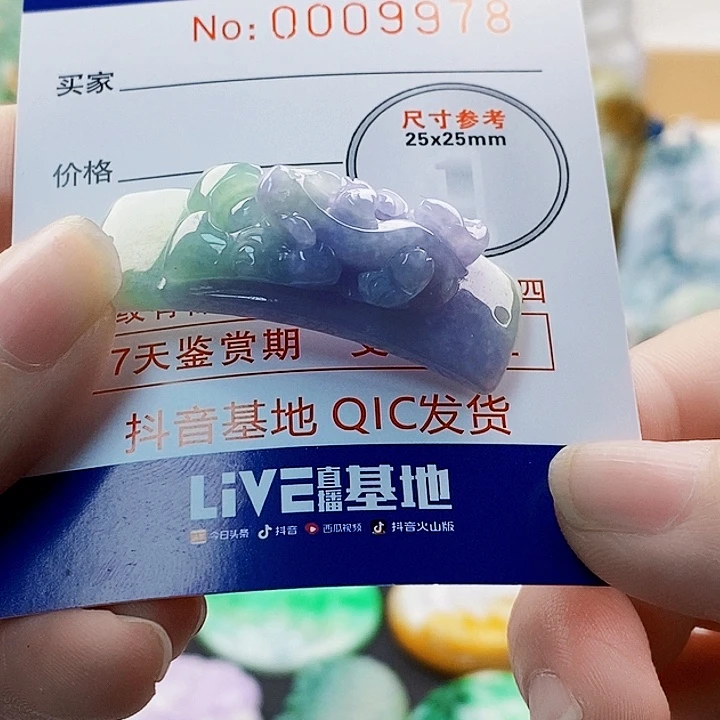 No: 0009978
买家
尺寸参考
25x25mm
价格
四
7天鉴赏期
抖音基地 QIC发货
LiVE直播基地
今日头条 抖音 西瓜视频 抖音火山版